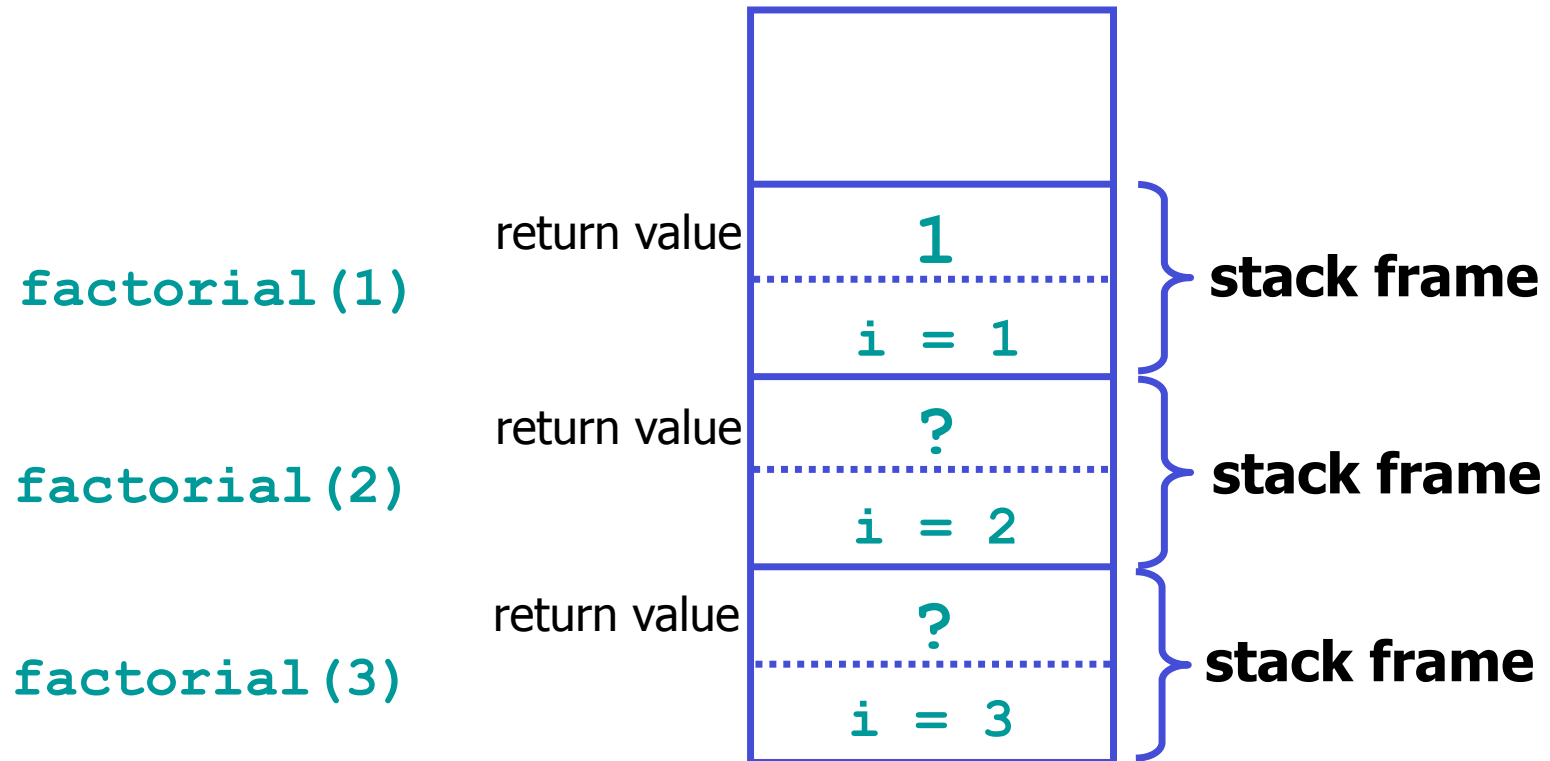 return value
1
factorial(1)
stack frame
i = 1
return value
?
factorial(2)
stack frame
i = 2
return value
?
factorial(3)
stack frame
i = 3